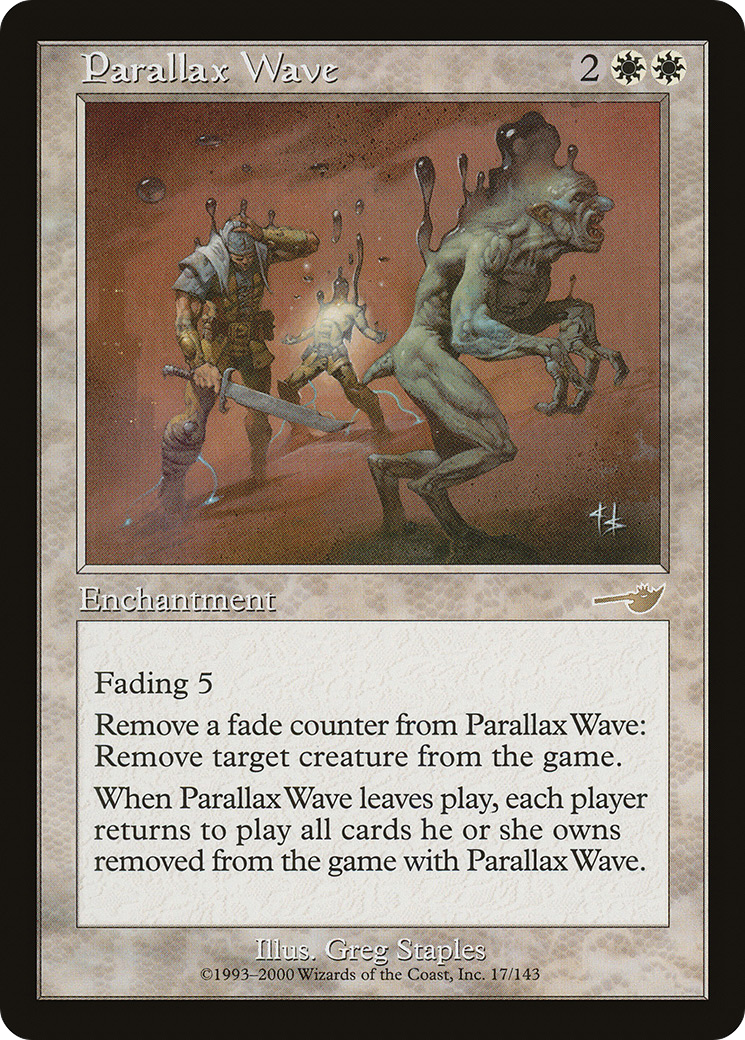 Parallax Wave 2
Enchantment
Fading 5
Remove a fade counter from Parallax Wave:
Remove target creature from the game.
When Parallax Wave leaves play, each player
returns to play all cards he or she owns
removed from the game with Parallax Wave.
Illus. Greg Staples
©1993–2000 Wizards of the Coast, Inc. 17/143